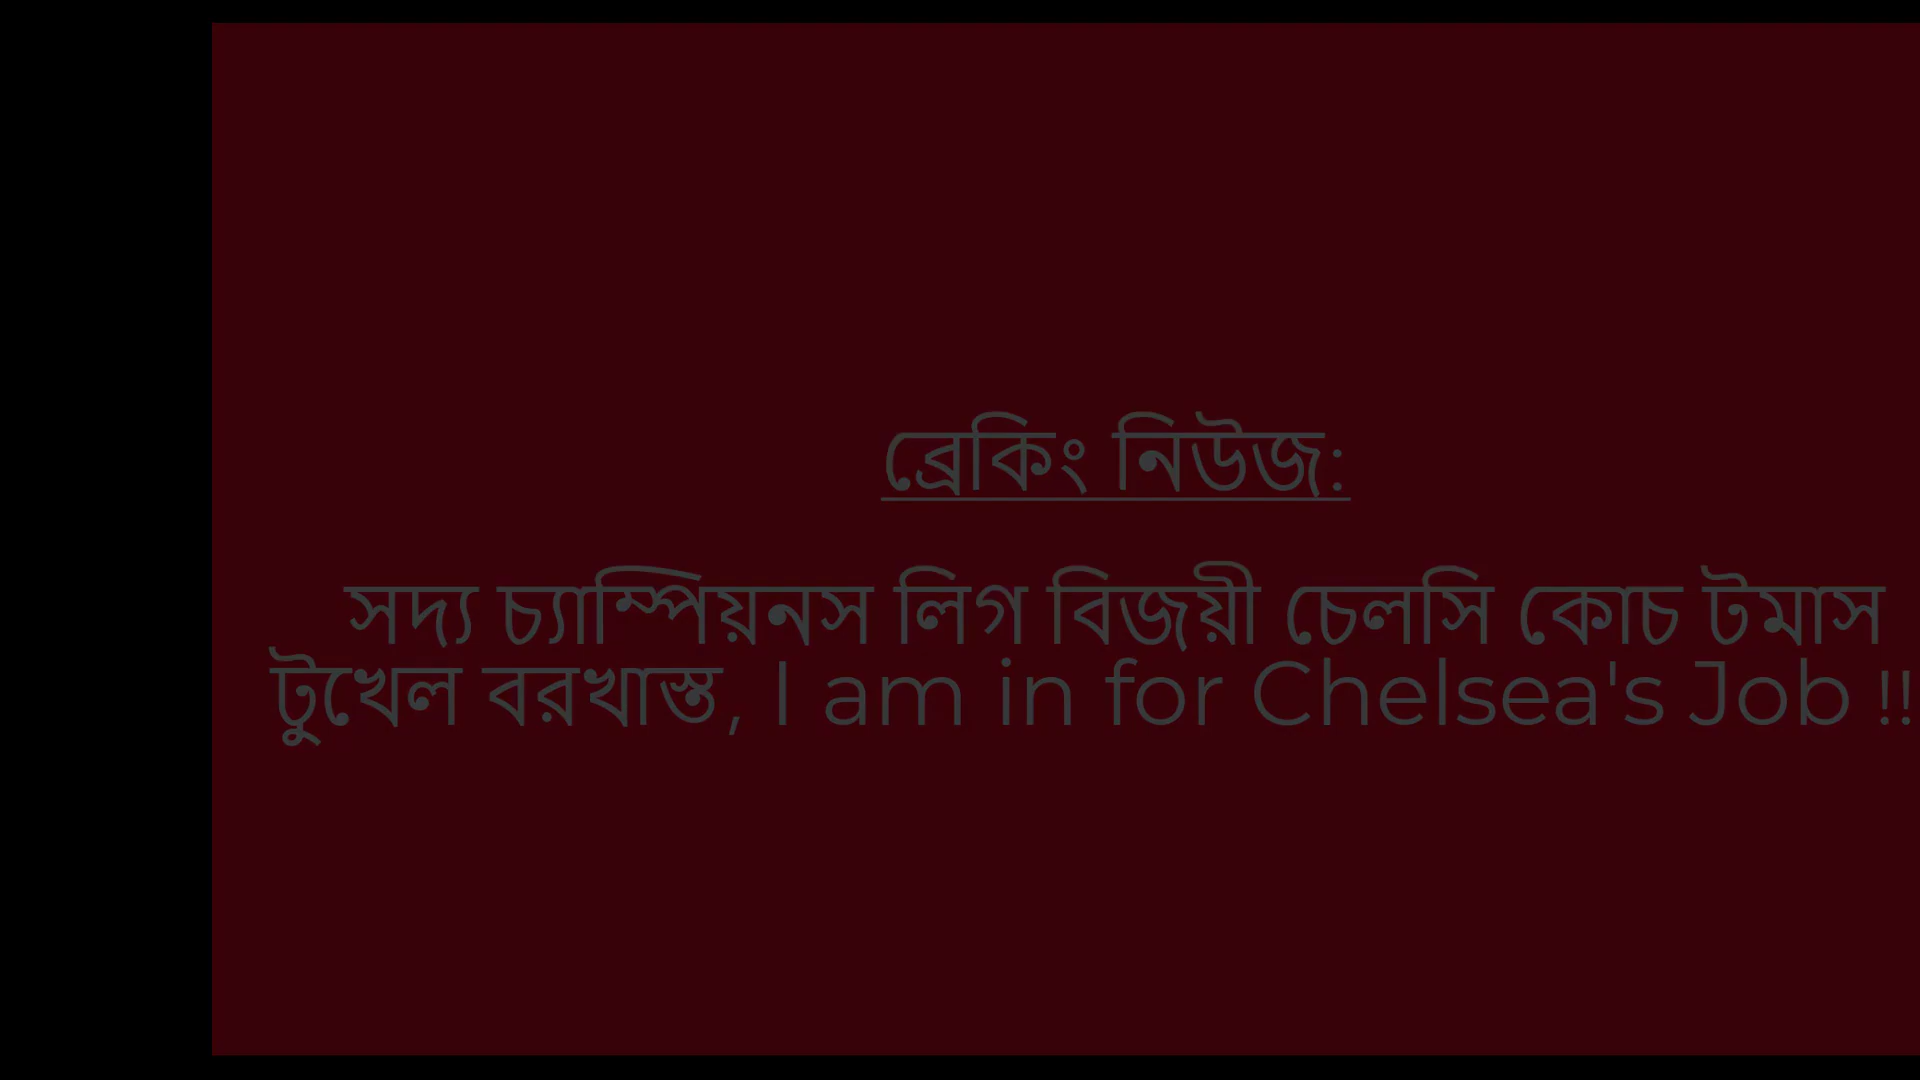 ব্রেকিং নিউজ:
সদ্য চ্যাম্পিয়নস লিগ বিজয়ী চেলসি কোচ টমাস
টুখেল বরখাস্ত, I am in for Chelsea's Job !!